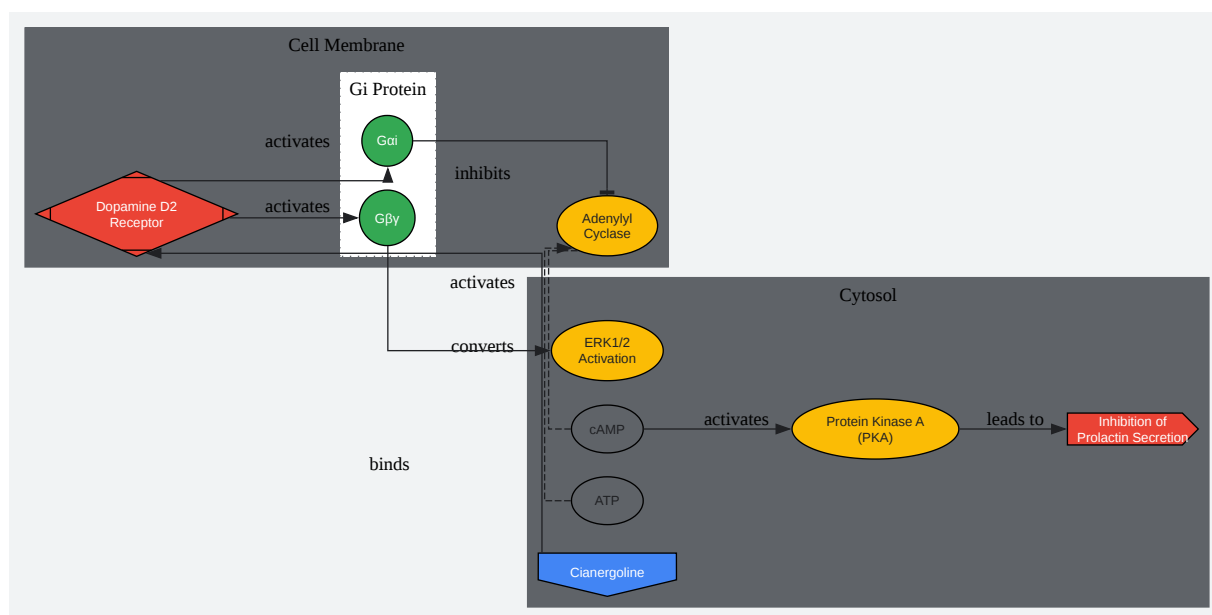 Cell Membrane
Gi Protein
activates
Gαi
inhibits
activates
Dopamine D2
Receptor
Gβγ
Adenylyl
Cyclase
activates
Cytosol
converts
ERK1/2
Activation
cAMP
activates
Protein Kinase A
(PKA)
leads to
Inhibition of
Prolactin Secretion
binds
ATP
Cianergoline